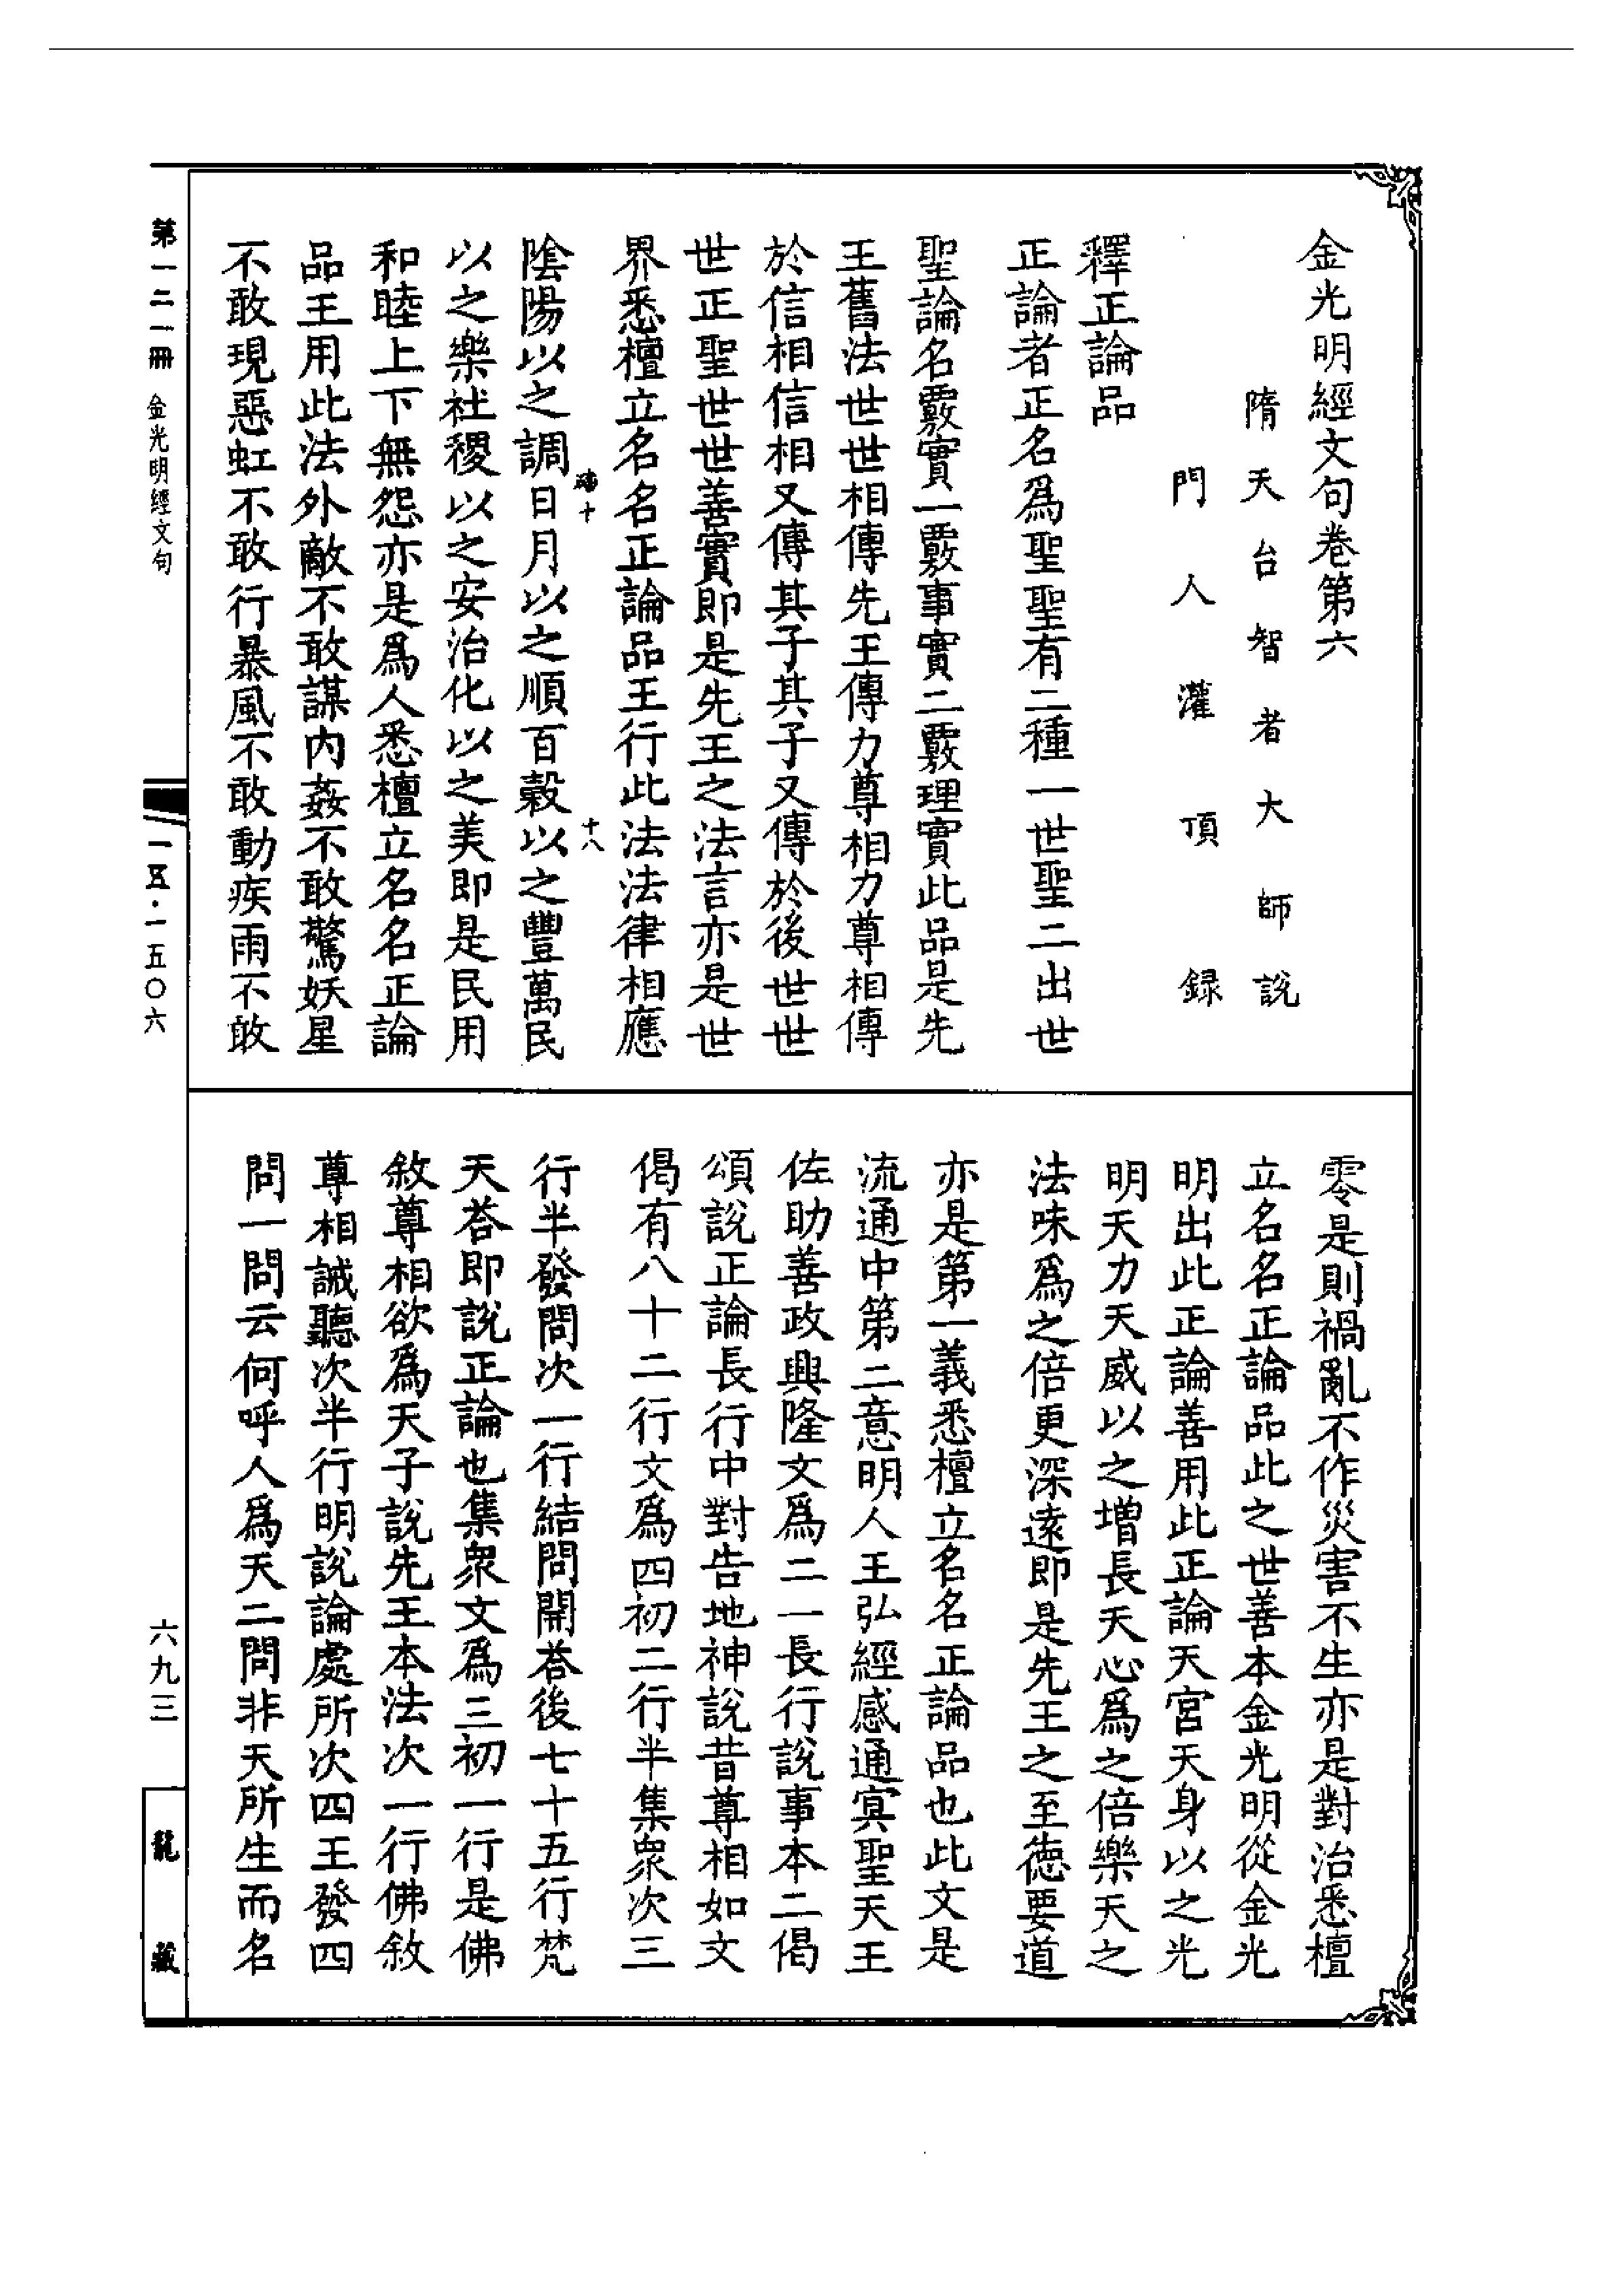 金光明經文句卷第六
隋天台智者大師說
門人灌頂録
釋正論品
正論者正名爲聖聖有二種一世聖二出世
聖論名覈實一覈事實二覈理實此品是先
王舊法世世相傳先王傳力尊相力尊相傳
於信相信相又傳其子其子又傳於後世世
世正聖世世善實即是先王之法言亦是世
界悉檀立名名正論品王行此法法律相應
陰陽以之調日月以之順百穀以之豐萬民
以之樂社稷以之安治化以之美即是民用
和睦上下無怨亦是爲人悉檀立名名正論
品王用此法外敵不敢謀内姦不敢驚妖星
不敢現惡虹不敢行暴風不敢動疾雨不敢
十
十八
零是則禍亂不作災害不生亦是對治悉檀
立名名正論品此之世善本金光明從金光
明出此正論善用此正論天宮天身以之光
明天力天威以之增長天心爲之倍樂天之
法味爲之倍更深遠即是先王之至德要道
亦是第一義悉檀立名名正論品也此文是
流通中第二意明人王弘經感通冥聖天王
佐助善政興隆文爲二一長行說事本二偈
頌說正論長行中對告地神說昔尊相如文
偈有八十二行文爲四初二行半集衆次三
行半發問次一行結問開荅後七十五行梵
天荅即說正論也集衆文爲三初一行是佛
敘尊相欲爲天子說先王本法次一行佛敘
尊相誡聽次半行明說論處所次四王發四
問一問云何呼人爲天二問非天所生而名
第一二一冊 金光明經文句
一五·一五〇六
六九三
龍藏